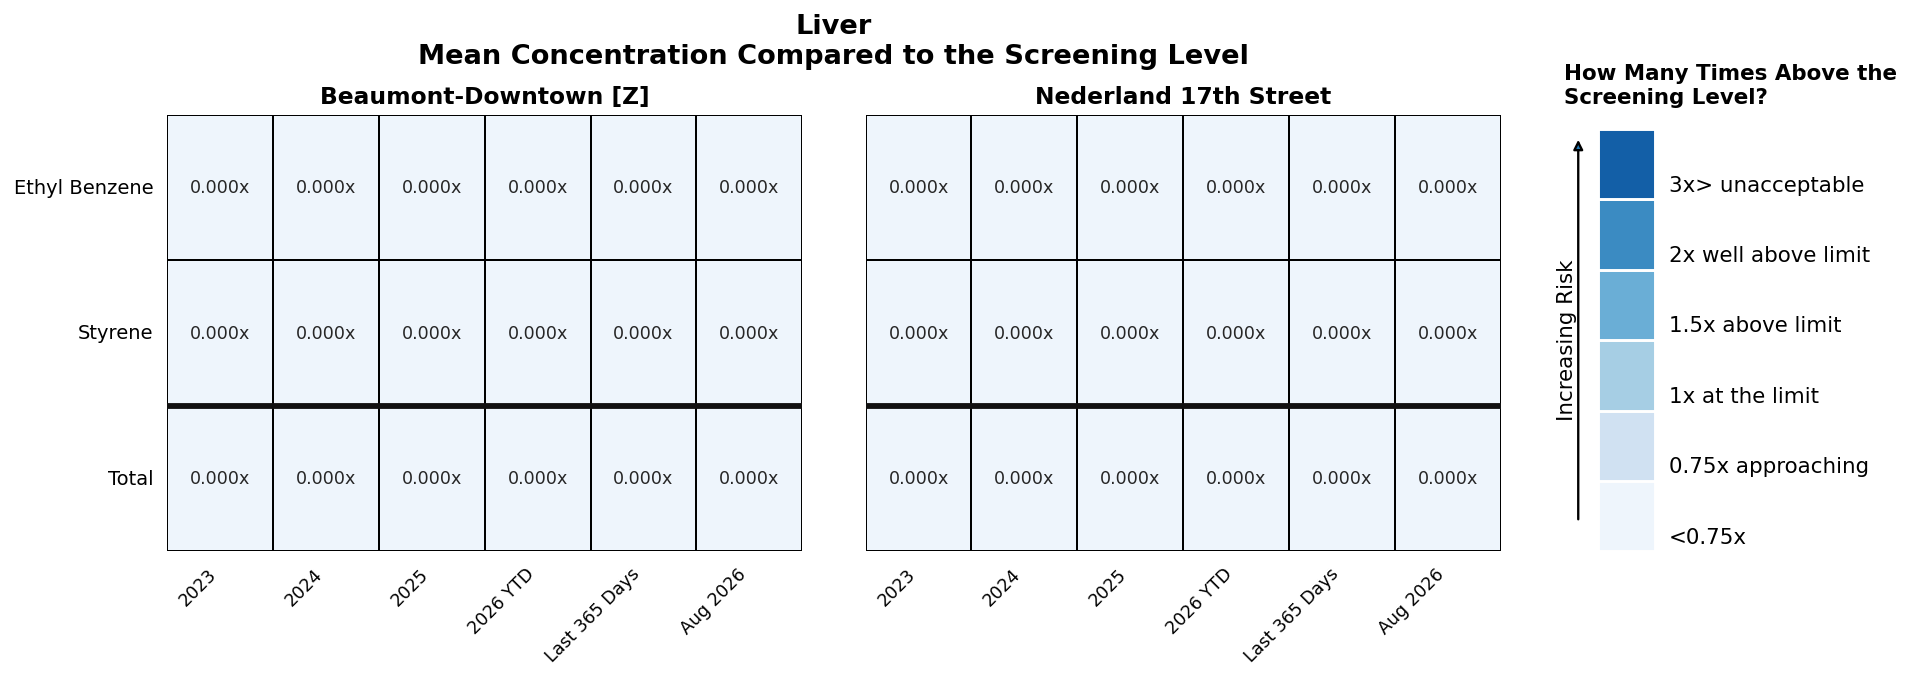 Liver
Mean Concentration Compared to the Screening Level
Beaumont-Downtown [Z]
Nederland 17th Street
How Many Times Above the
Screening Level?
Ethyl Benzene 0.000x 0.000x 0.000x 0.000x 0.000x 0.000x 0.000x 0.000x 0.000x 0.000x 0.000x 0.000x
Styrene 0.000x 0.000x 0.000x 0.000x 0.000x 0.000x 0.000x 0.000x 0.000x 0.000x 0.000x 0.000x
Total 0.000x 0.000x 0.000x 0.000x 0.000x 0.000x 0.000x 0.000x 0.000x 0.000x 0.000x 0.000x
2023 2024 2025 2026 YTD Last 365 Days Aug 2026 2023 2024 2025 2026 YTD Last 365 Days Aug 2026
Increasing Risk
3x> unacceptable
2x well above limit
1.5x above limit
1x at the limit
0.75x approaching
<0.75x